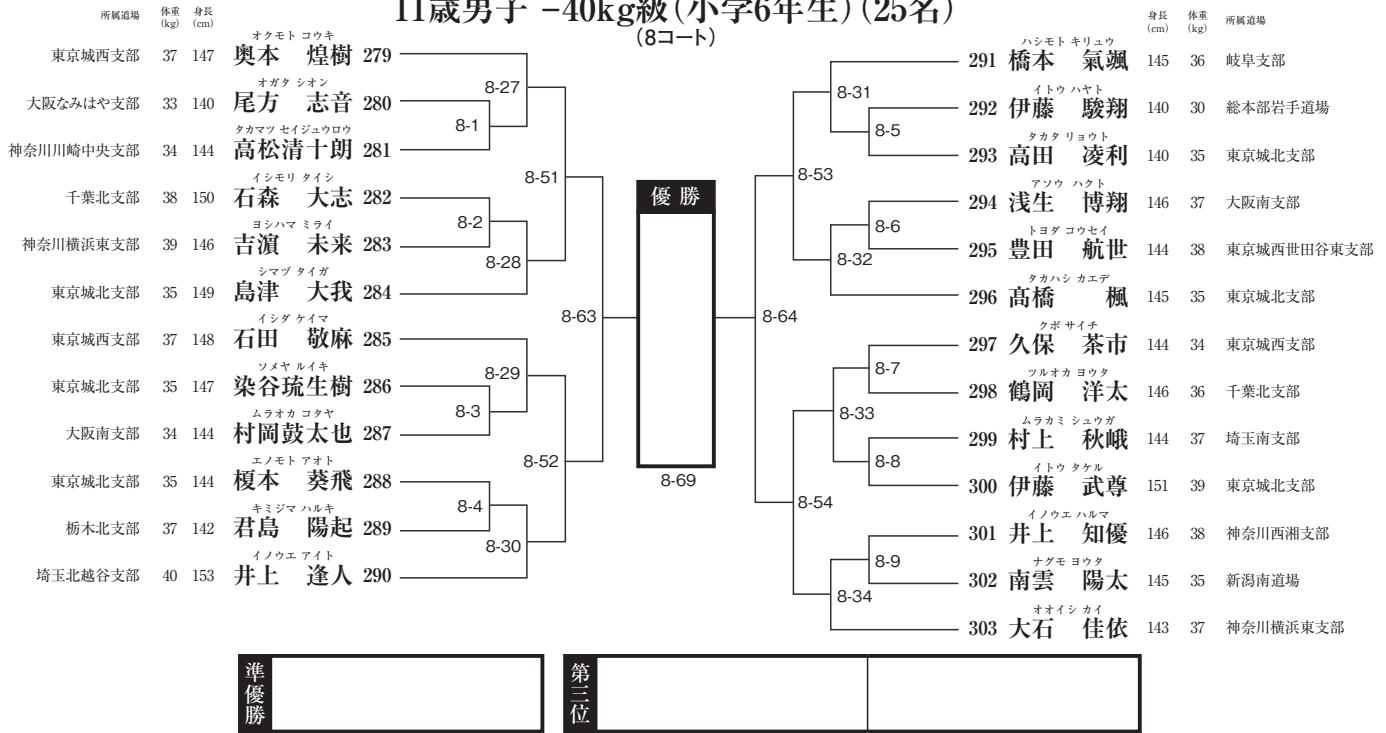 11歳男子 －40kg級(小学6年生)(25名)
(8コート)
所属道場 体重(kg) 身長(cm)
オクモト コウキ
東京城西支部 37 147 奥本 煌樹 279
オガタ シオン
大阪なみはや支部 33 140 尾方 志音 280
タカマツ セイジュウロウ
神奈川川崎中央支部 34 144 高松清十朗 281
イシモリ タイシ
千葉北支部 38 150 石森 大志 282
ヨシハマ ミライ
神奈川横浜東支部 39 146 吉濵 未来 283
シマヅ タイガ
東京城北支部 35 149 島津 大我 284
イシダ ケイマ
東京城西支部 37 148 石田 敬麻 285
ソメヤ ルイキ
東京城北支部 35 147 染谷琉生樹 286
ムラオカ コタヤ
大阪南支部 34 144 村岡鼓太也 287
エノモト アオト
東京城北支部 35 144 榎本 葵飛 288
キミジマ ハルキ
栃木北支部 37 142 君島 陽起 289
イノウエ アイト
埼玉北越谷支部 40 153 井上 逢人 290
8-27
8-1
8-51
8-2
8-28
8-63
8-29
8-3
8-52
8-4
8-30
優勝
8-69
身長(cm) 体重(kg) 所属道場
ハシモト キリュウ
291 橋本 氣颯 145 36 岐阜支部
イトウ ハヤト
292 伊藤 駿翔 140 30 総本部岩手道場
タカタ リョウト
293 高田 凌利 140 35 東京城北支部
アソウ ハクト
294 浅生 博翔 146 37 大阪南支部
トヨダ コウセイ
295 豊田 航世 144 38 東京城西世田谷東支部
タカハシ カエデ
296 髙橋 楓 145 35 東京城北支部
クボ サイチ
297 久保 茶市 144 34 東京城西支部
ツルオカ ヨウタ
298 鶴岡 洋太 146 36 千葉北支部
ムラカミ シュウガ
299 村上 秋峨 144 37 埼玉南支部
イトウ タケル
300 伊藤 武尊 151 39 東京城北支部
イノウエ ハルマ
301 井上 知優 146 38 神奈川西湘支部
ナグモ ヨウタ
302 南雲 陽太 145 35 新潟南道場
オオイシ カイ
303 大石 佳依 143 37 神奈川横浜東支部
8-31
8-5
8-53
8-6
8-32
8-64
8-7
8-33
8-8
8-54
8-9
8-34
準優勝
第三位